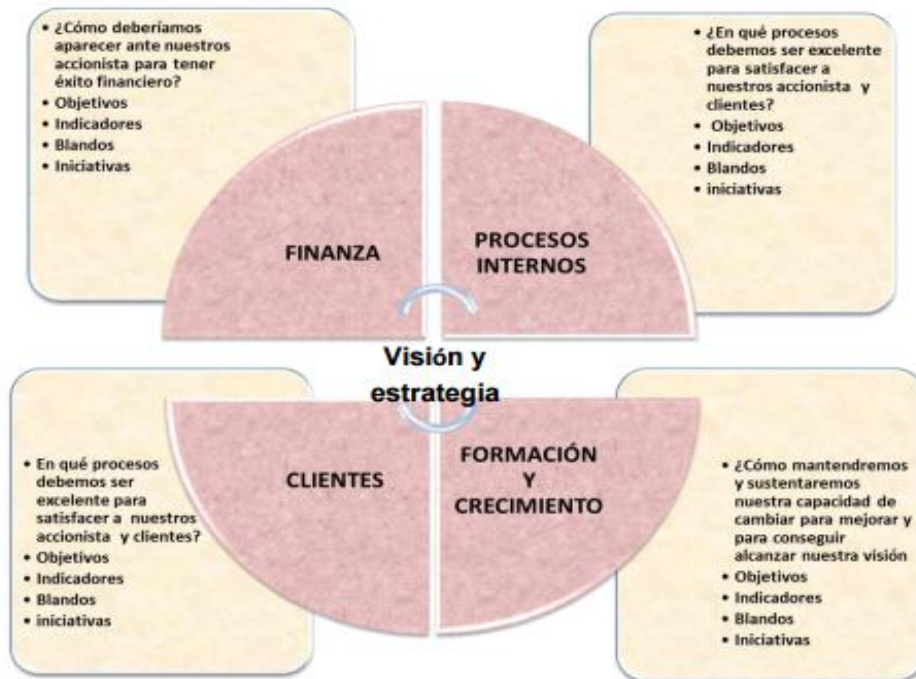 • ¿Cómo deberíamos
aparecer ante nuestros
accionista para tener
éxito financiero?
• Objetivos
• Indicadores
• Blandos
• Iniciativas
• ¿En qué procesos
debemos ser excelente
para satisfacer a
nuestros accionista y
clientes?
• Objetivos
• Indicadores
• Blandos
• iniciativas
FINANZA
PROCESOS
INTERNOS
Visión y
estrategia
CLIENTES
FORMACIÓN
Y
CRECIMIENTO
• En qué procesos
debemos ser
excelente para
satisfacer a nuestros
accionista y clientes?
• Objetivos
• Indicadores
• Blandos
• iniciativas
• ¿Cómo mantendremos
y sustentaremos
nuestra capacidad de
cambiar para mejorar y
para conseguir
alcanzar nuestra visión
• Objetivos
• Indicadores
• Blandos
• Iniciativas